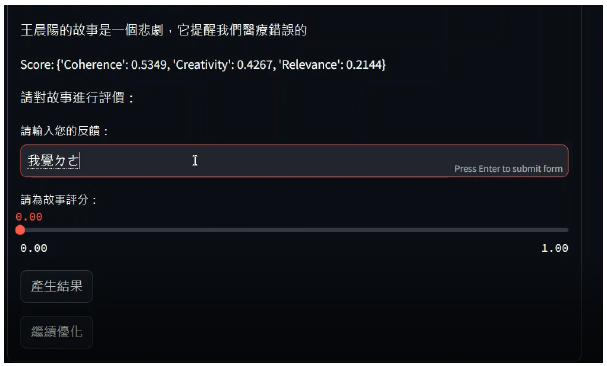 王晨陽的故事是一個悲劇，它提醒我們醫療錯誤的
Score: {'Coherence': 0.5349, 'Creativity': 0.4267, 'Relevance': 0.2144}
請對故事進行評價：
請輸入您的反饋：
我覺ㄉㄜ
Press Enter to submit form
請為故事評分：
0.00
0.00 1.00
產生結果
繼續優化